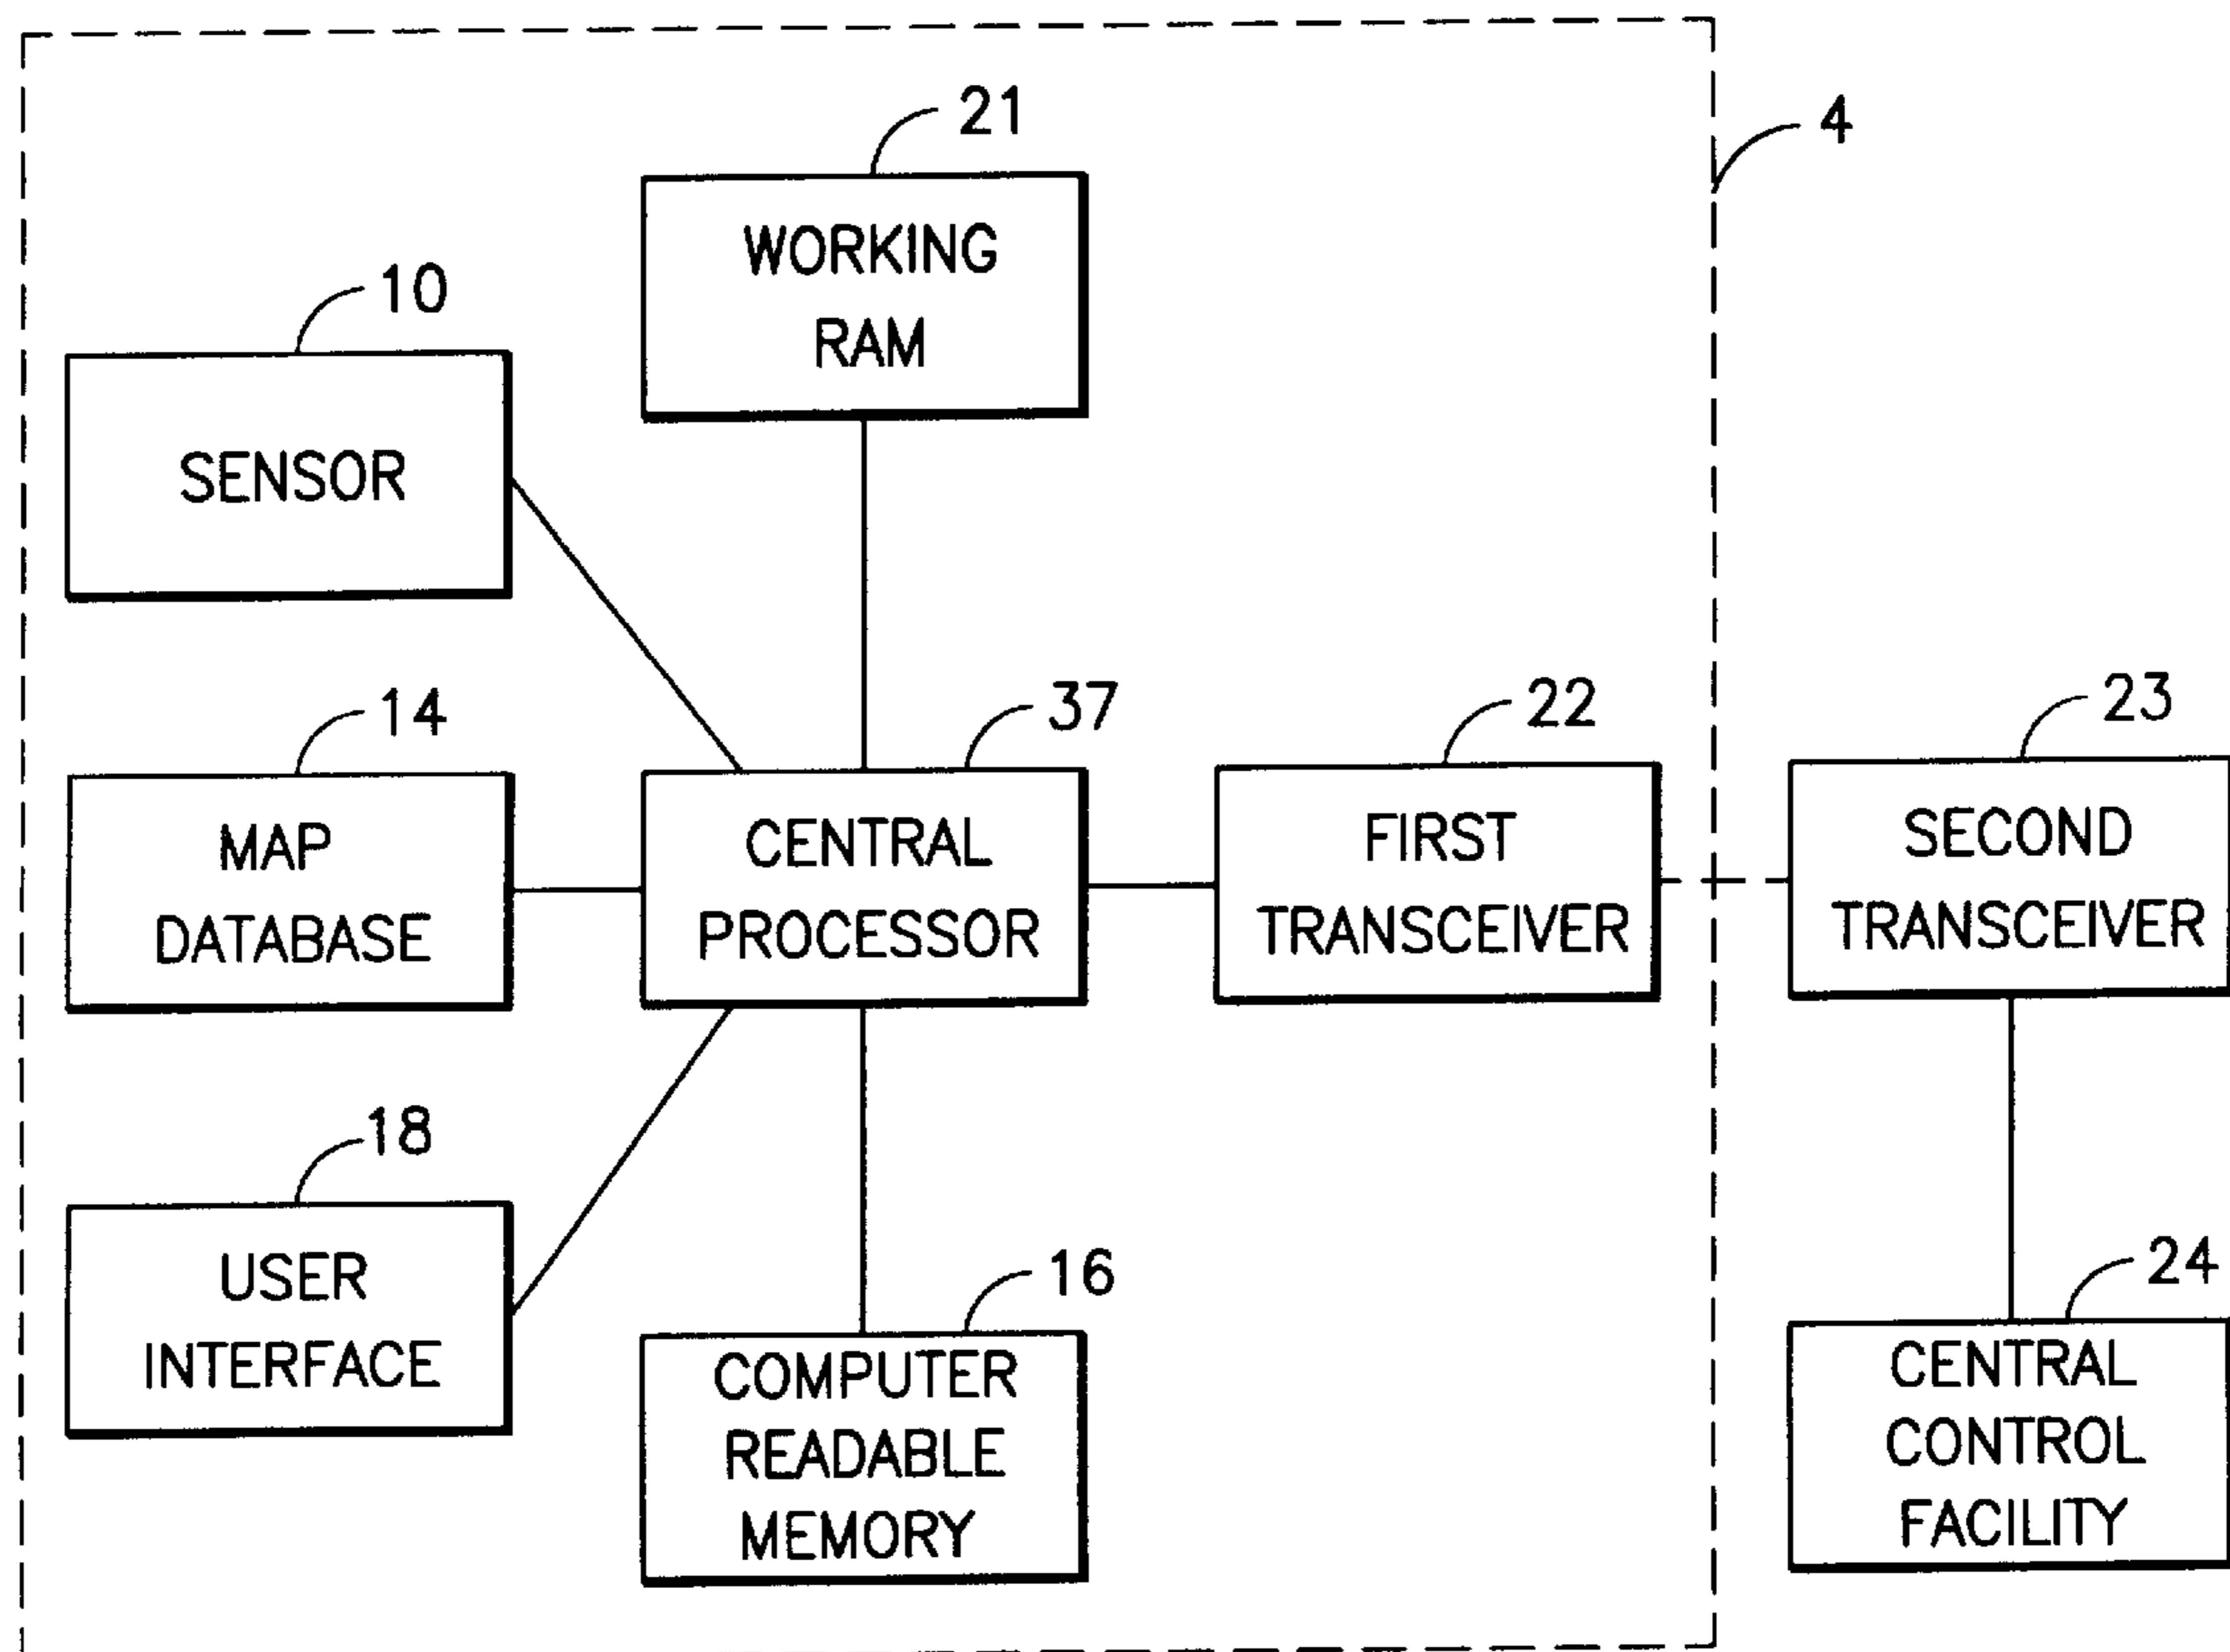 21
4
WORKING
RAM
10
SENSOR
14
MAP
DATABASE
37
CENTRAL
PROCESSOR
22
FIRST
TRANSCEIVER
23
SECOND
TRANSCEIVER
18
USER
INTERFACE
16
COMPUTER
READABLE
MEMORY
24
CENTRAL
CONTROL
FACILITY